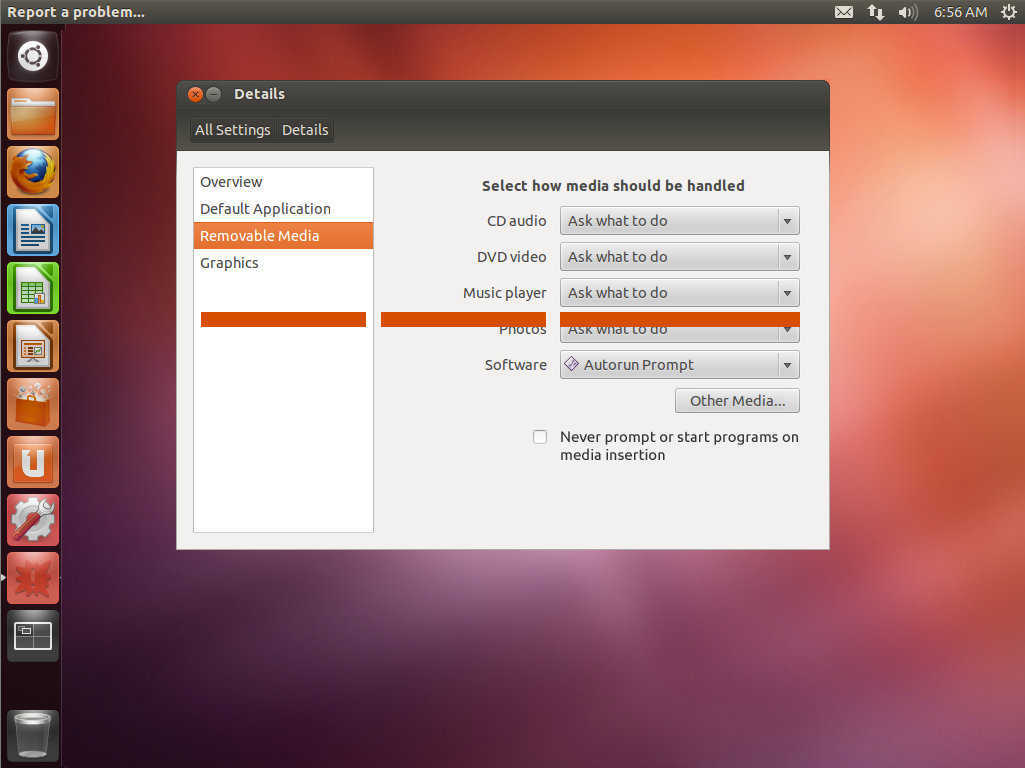 Report a problem...
6:56 AM
Details
All Settings Details
Overview
Default Application
Removable Media
Graphics
Select how media should be handled
CD audio Ask what to do
DVD video Ask what to do
Music player Ask what to do
Photos Ask what to do
Software Autorun Prompt
Other Media...
Never prompt or start programs on
media insertion